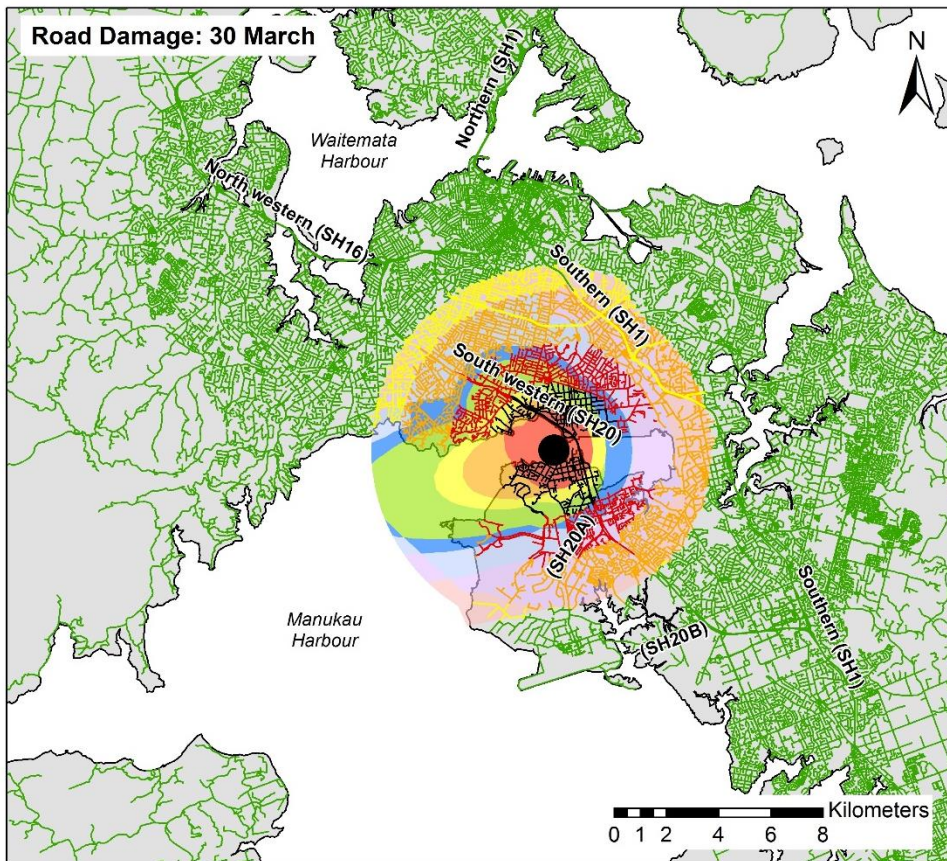 Road Damage: 30 March
N
Northern (SH1)
Waitemata
Harbour
North western (SH16)
Southern (SH1)
South western (SH20)
(SH20A)
Manukau
Harbour
(SH20B)
Southern (SH1)
Kilometers
0 1 2 4 6 8